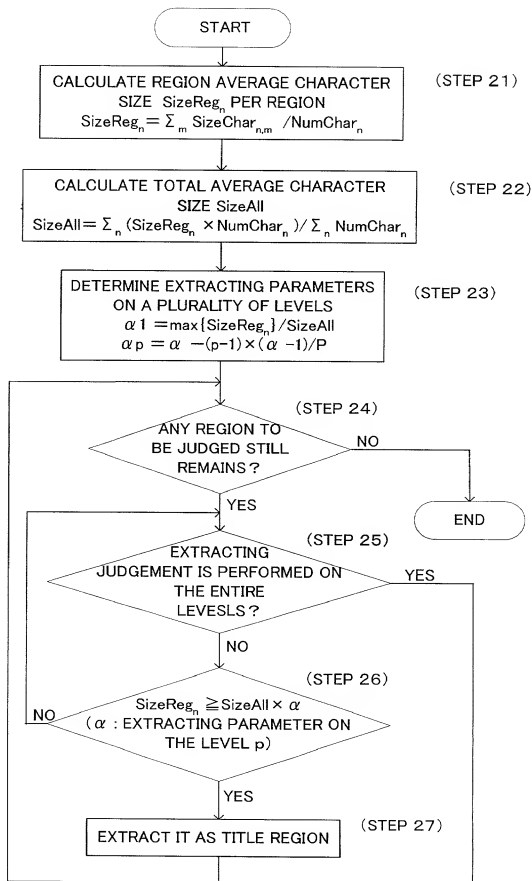 START
CALCULATE REGION AVERAGE CHARACTER
SIZE SizeRegₙ PER REGION
SizeRegₙ= Σₘ SizeCharₙ,ₘ /NumCharₙ
(STEP 21)
CALCULATE TOTAL AVERAGE CHARACTER
SIZE SizeAll
SizeAll= Σₙ (SizeRegₙ ×NumCharₙ)/Σₙ NumCharₙ
(STEP 22)
DETERMINE EXTRACTING PARAMETERS
ON A PLURALITY OF LEVELS
α1 =max{SizeRegₙ}/SizeAll
αp = α −(p-1)×(α -1)/P
(STEP 23)
(STEP 24)
ANY REGION TO
BE JUDGED STILL
REMAINS?
NO
YES
END
(STEP 25)
EXTRACTING
JUDGEMENT IS PERFORMED ON
THE ENTIRE
LEVESLS?
YES
NO
(STEP 26)
SizeRegₙ ≧SizeAll× α
(α : EXTRACTING PARAMETER ON
THE LEVEL p)
NO
YES
EXTRACT IT AS TITLE REGION
(STEP 27)